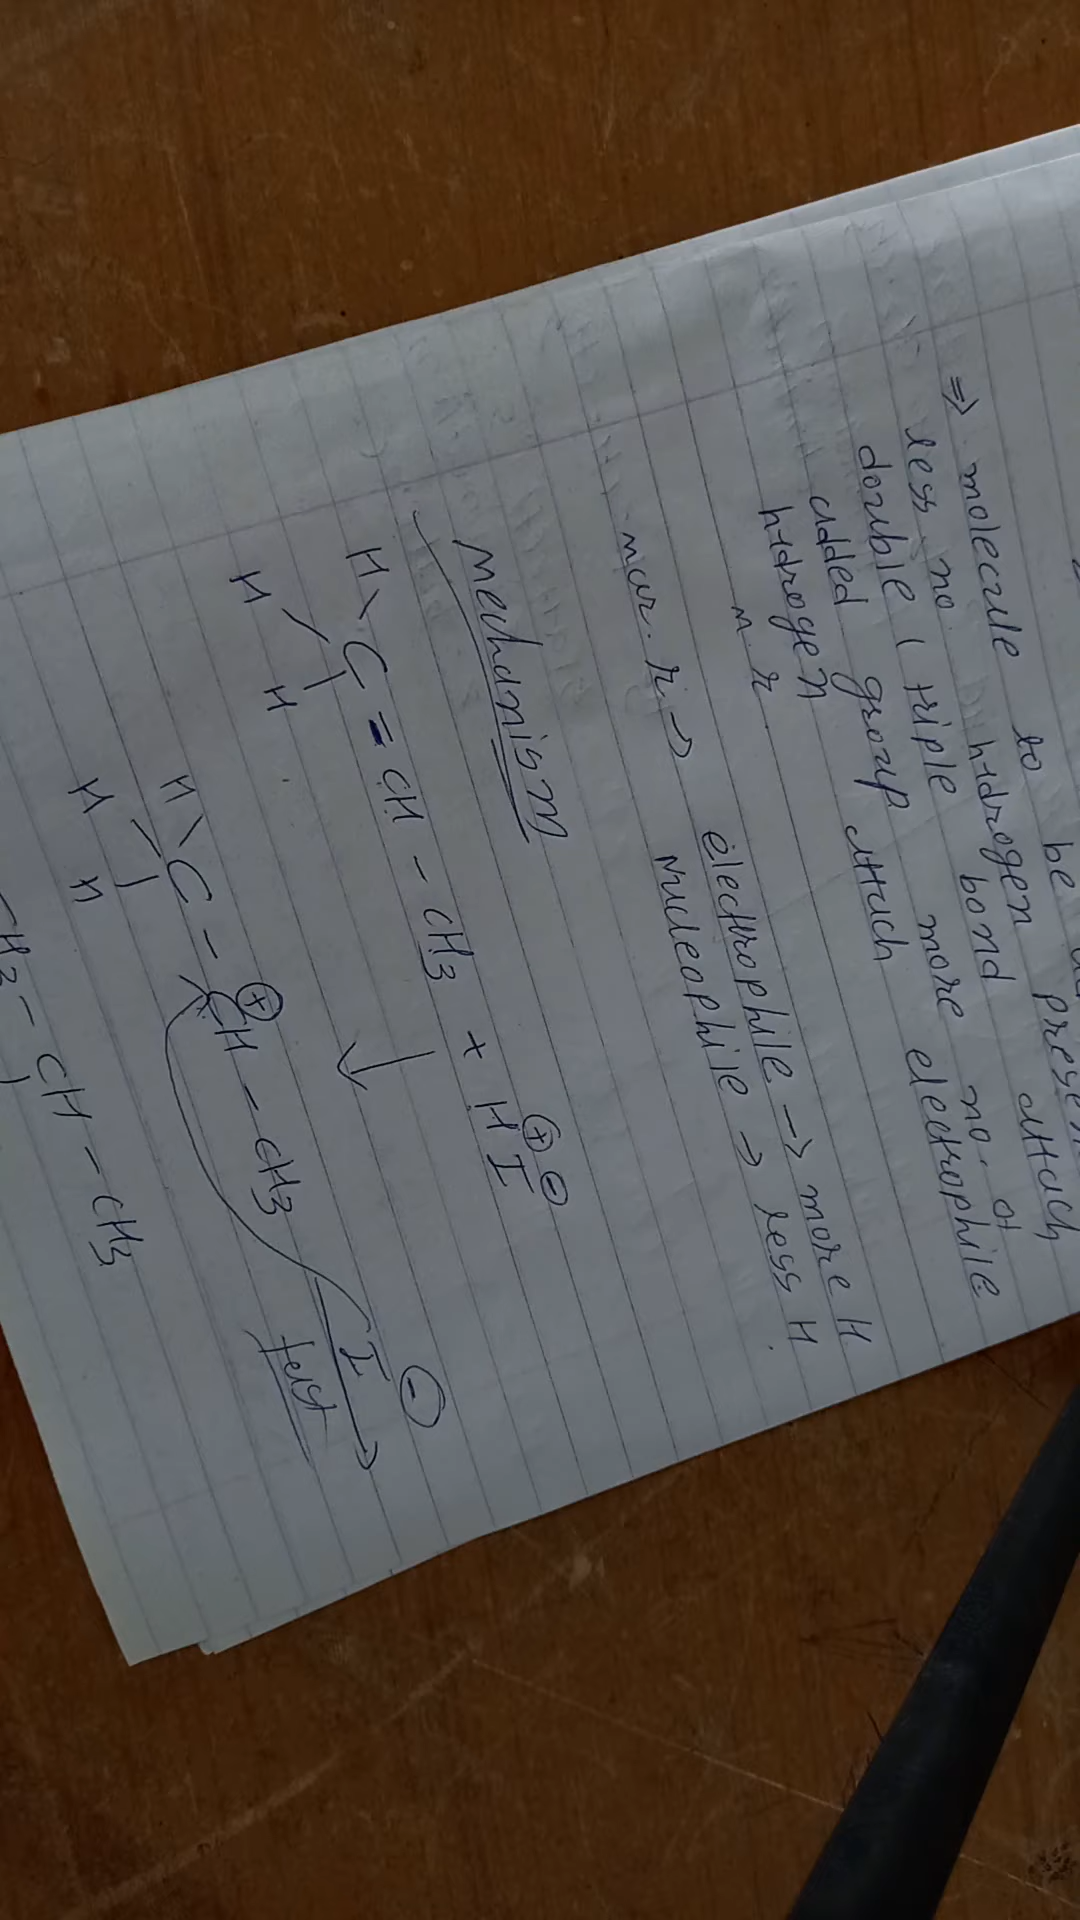 be
=> molecule to attach
less no. hydrogen present
double / triple bond no. of
added group more electrophile
hydrogen attach
M.R.
mar. r. → electrophile → more H
Nucleophile → less H.
Mechanism
H
H C = CH - CH3 + H⊕ I⊖
H
↓
H ⊕ I ⊖
H C - CH - CH3 fast
H
CH3 - CH - CH3